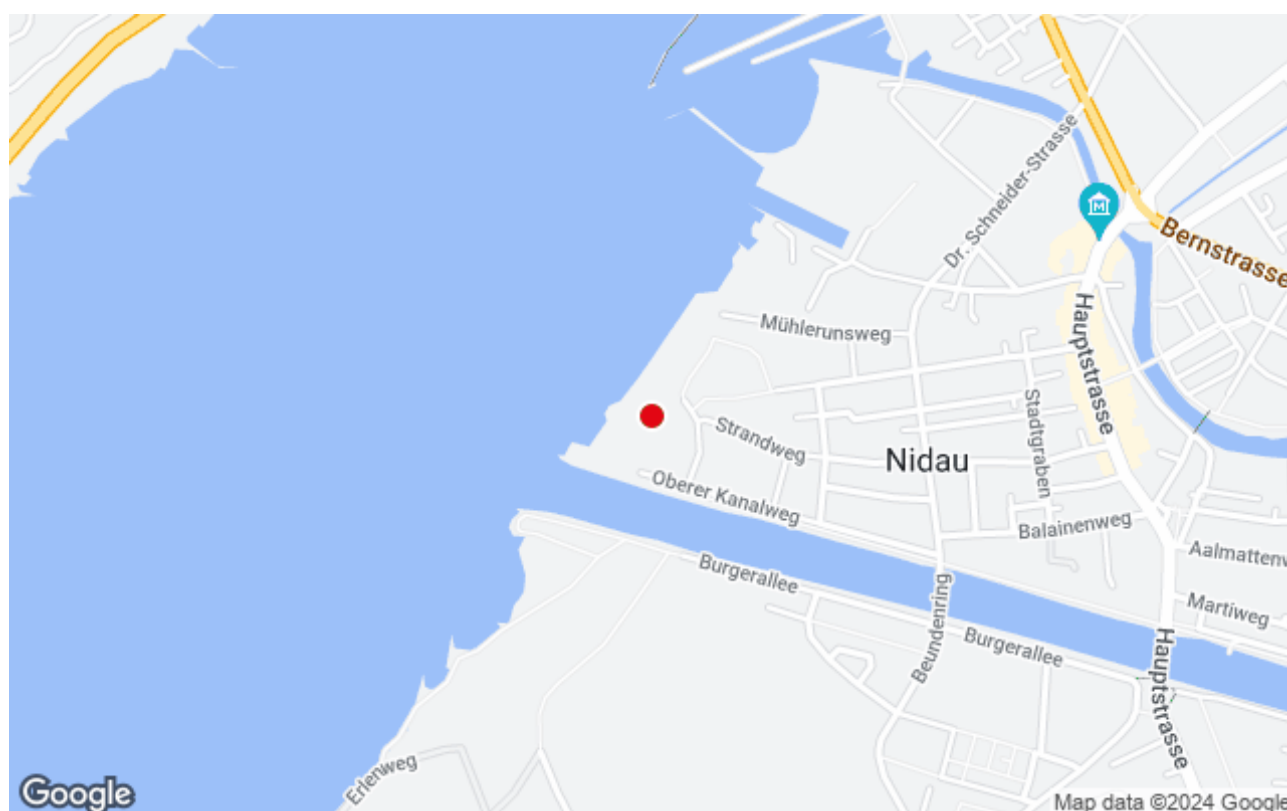 Dr. Schneider-Strasse
M
Bernstrasse
Hauptstrasse
Mühlerunsweg
Stadtgraben
Strandweg
Nidau
Oberer Kanalweg
Balainenweg
Aalmattenw
Burgerallee
Martiweg
Beundenring
Burgerallee
Hauptstrasse
Erlenweg
Google
Map data ©2024 Google